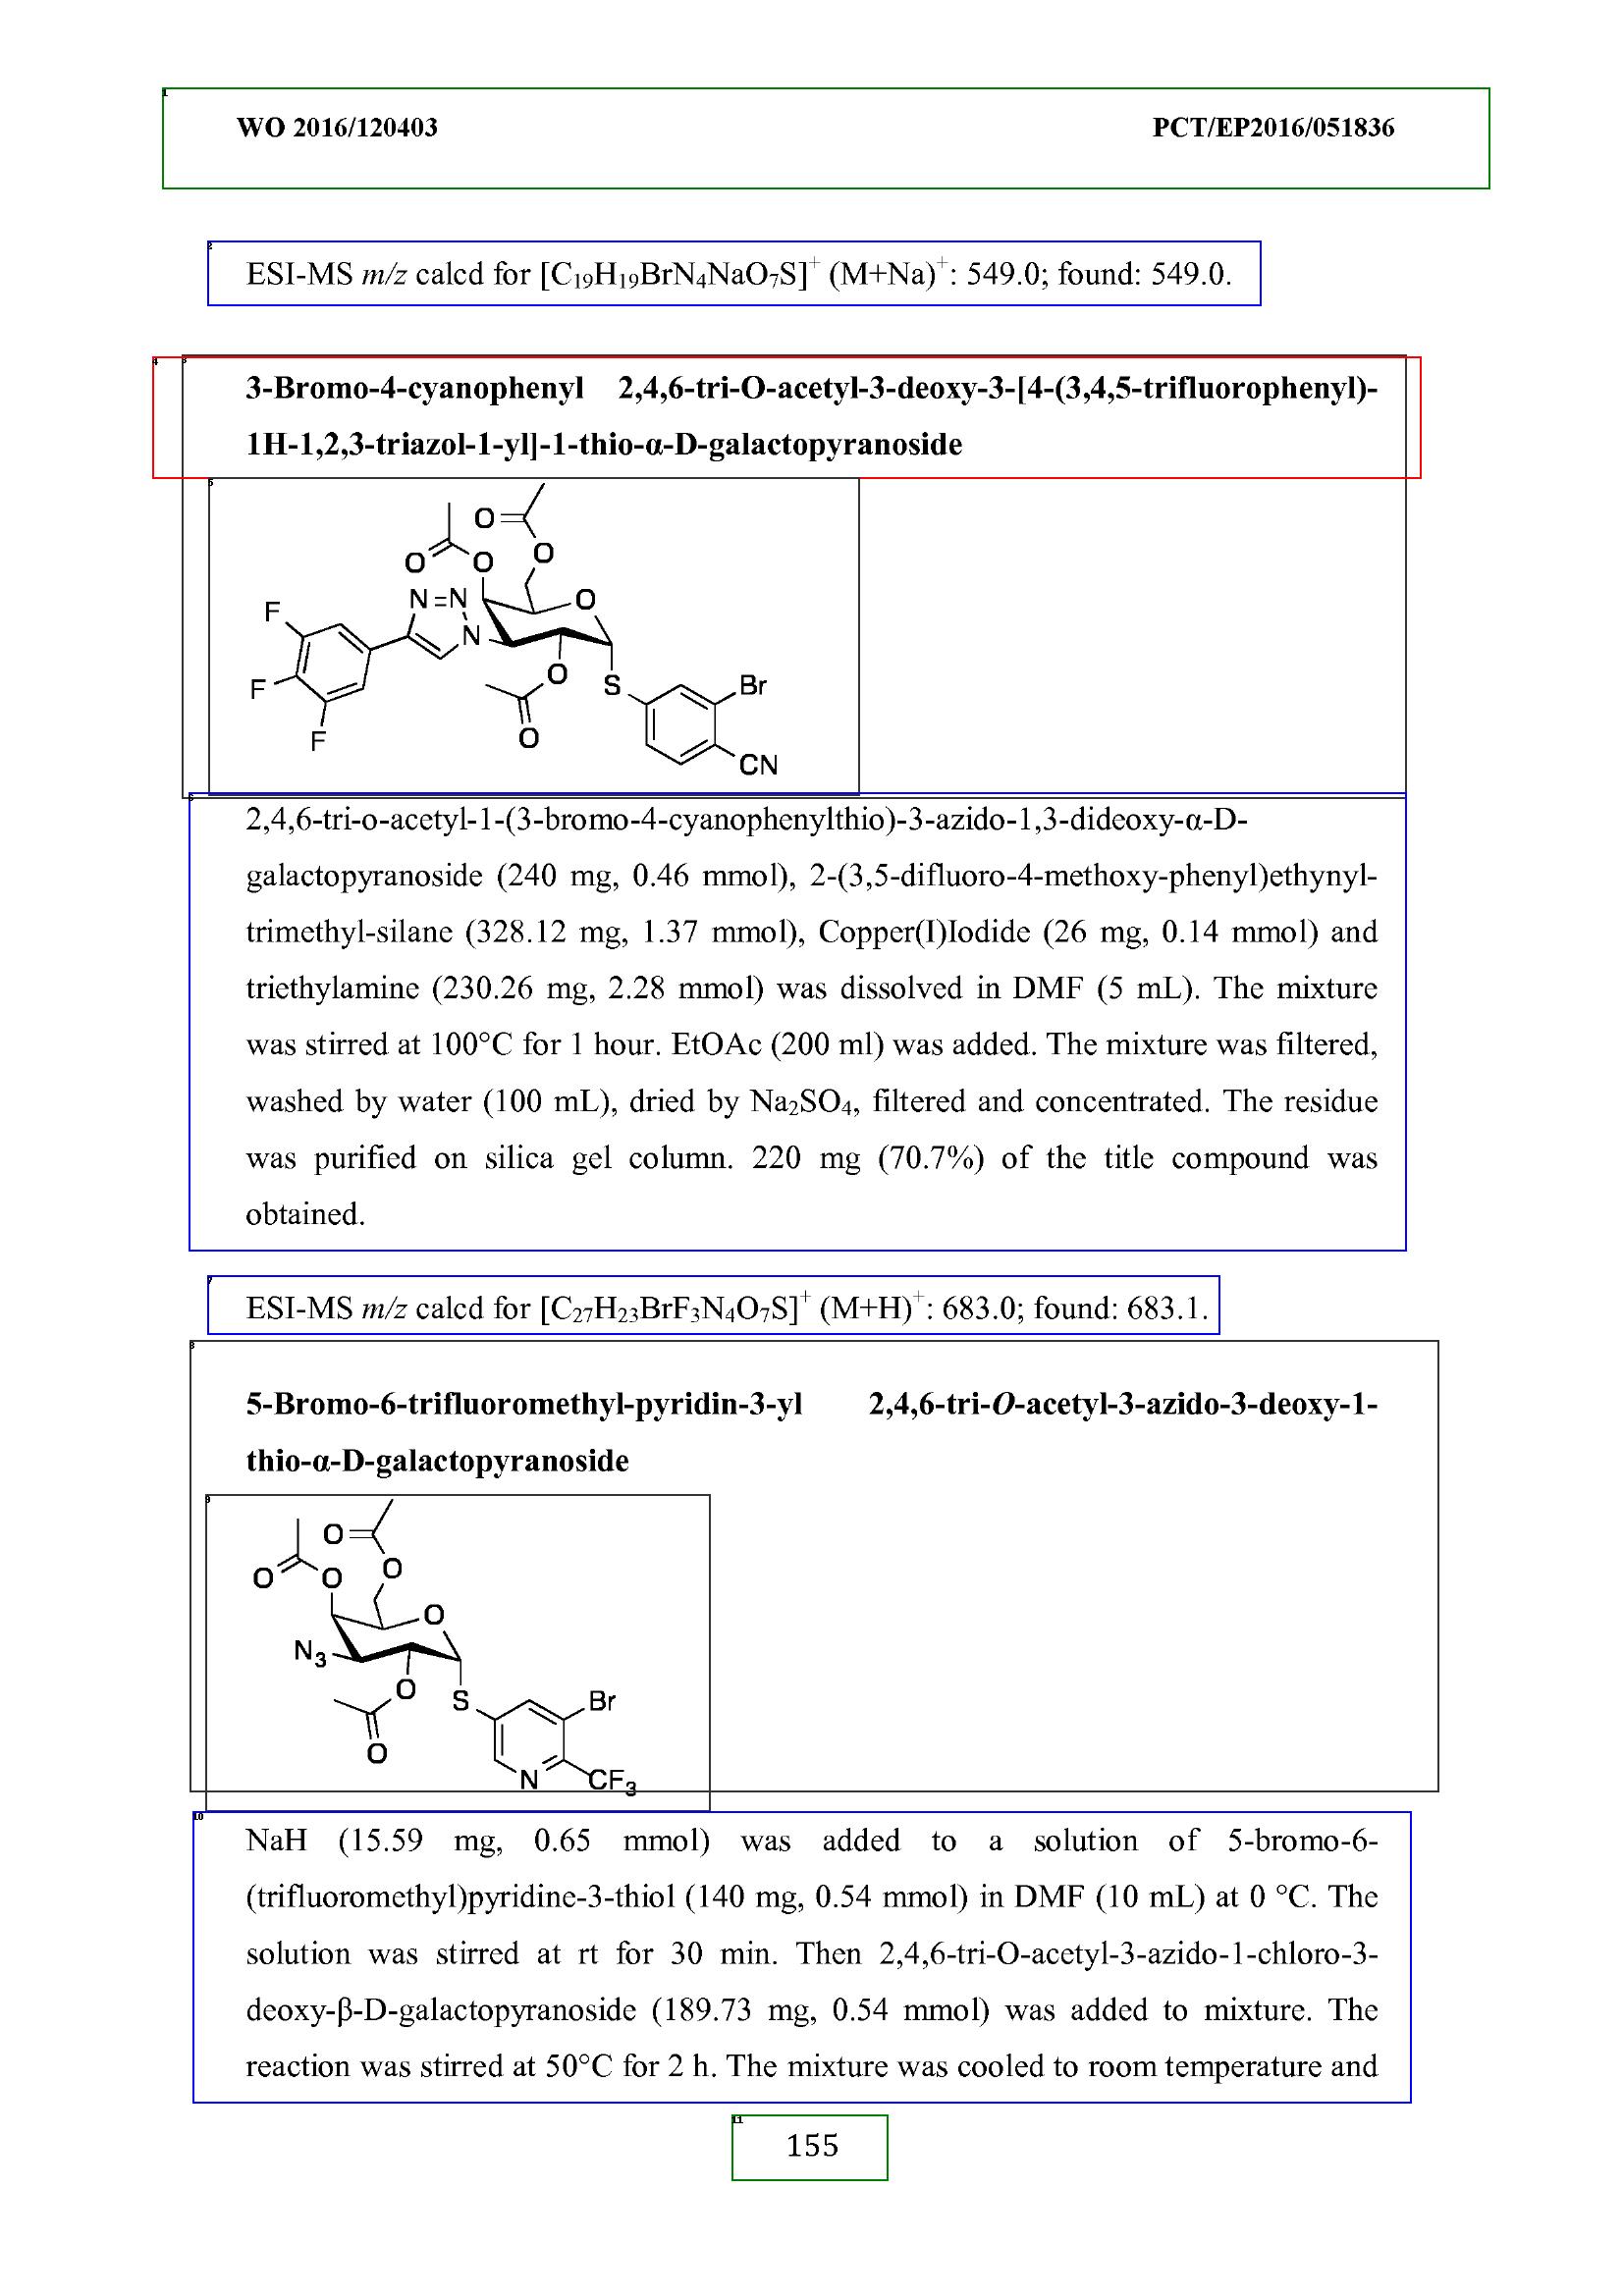 WO 2016/120403 PCT/EP2016/051836
ESI-MS m/z calcd for [C₁₉H₁₉BrN₄NaO₇S]⁺ (M+Na)⁺: 549.0; found: 549.0.
3-Bromo-4-cyanophenyl 2,4,6-tri-O-acetyl-3-deoxy-3-[4-(3,4,5-trifluorophenyl)-
1H-1,2,3-triazol-1-yl]-1-thio-α-D-galactopyranoside
O
O
O
O
N=N
O
F
N
O
S
F
Br
F
O
CN
2,4,6-tri-o-acetyl-1-(3-bromo-4-cyanophenylthio)-3-azido-1,3-dideoxy-α-D-
galactopyranoside (240 mg, 0.46 mmol), 2-(3,5-difluoro-4-methoxy-phenyl)ethynyl-
trimethyl-silane (328.12 mg, 1.37 mmol), Copper(I)Iodide (26 mg, 0.14 mmol) and
triethylamine (230.26 mg, 2.28 mmol) was dissolved in DMF (5 mL). The mixture
was stirred at 100°C for 1 hour. EtOAc (200 ml) was added. The mixture was filtered,
washed by water (100 mL), dried by Na₂SO₄, filtered and concentrated. The residue
was purified on silica gel column. 220 mg (70.7%) of the title compound was
obtained.
ESI-MS m/z calcd for [C₂₇H₂₃BrF₃N₄O₇S]⁺ (M+H)⁺: 683.0; found: 683.1.
5-Bromo-6-trifluoromethyl-pyridin-3-yl 2,4,6-tri-O-acetyl-3-azido-3-deoxy-1-
thio-α-D-galactopyranoside
O
O
O
O
O
N₃
O
S
Br
O
N
CF₃
NaH (15.59 mg, 0.65 mmol) was added to a solution of 5-bromo-6-
(trifluoromethyl)pyridine-3-thiol (140 mg, 0.54 mmol) in DMF (10 mL) at 0 °C. The
solution was stirred at rt for 30 min. Then 2,4,6-tri-O-acetyl-3-azido-1-chloro-3-
deoxy-β-D-galactopyranoside (189.73 mg, 0.54 mmol) was added to mixture. The
reaction was stirred at 50°C for 2 h. The mixture was cooled to room temperature and
155